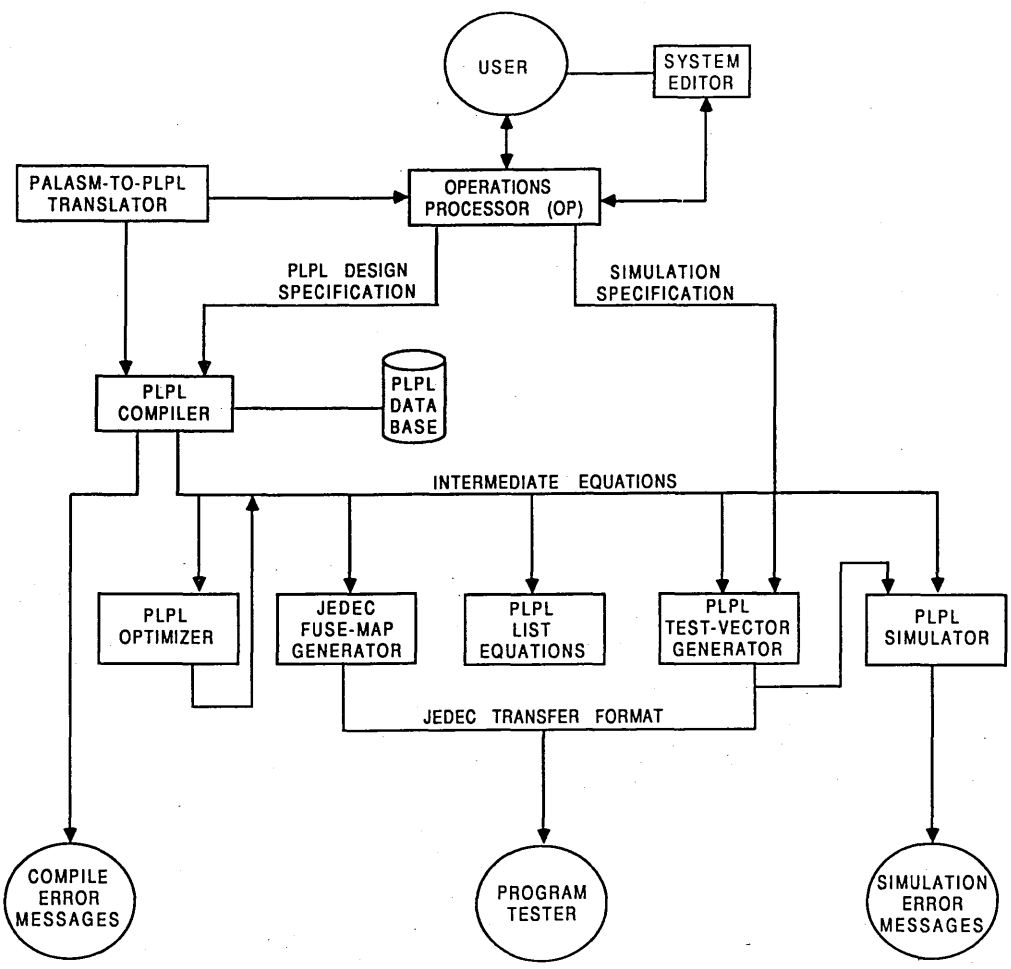 USER
SYSTEM
EDITOR
PALASM-TO-PLPL
TRANSLATOR
OPERATIONS
PROCESSOR (OP)
PLPL DESIGN
SPECIFICATION
SIMULATION
SPECIFICATION
PLPL
COMPILER
PLPL
DATA
BASE
INTERMEDIATE EQUATIONS
PLPL
OPTIMIZER
JEDEC
FUSE-MAP
GENERATOR
PLPL
LIST
EQUATIONS
PLPL
TEST-VECTOR
GENERATOR
PLPL
SIMULATOR
JEDEC TRANSFER FORMAT
COMPILE
ERROR
MESSAGES
PROGRAM
TESTER
SIMULATION
ERROR
MESSAGES